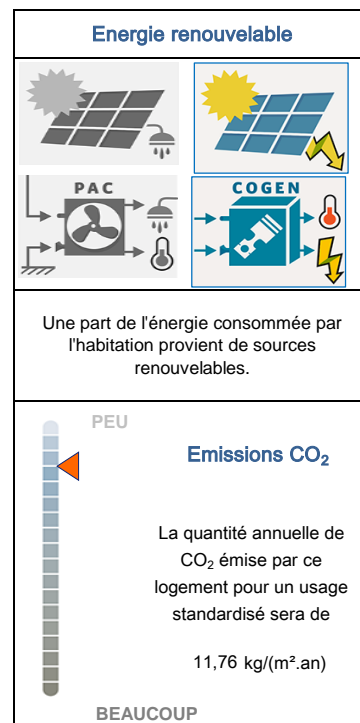 Energie renouvelable
PAC
COGEN
Une part de l'énergie consommée par
l'habitation provient de sources
renouvelables.
PEU
Emissions CO₂
La quantité annuelle de
CO₂ émise par ce
logement pour un usage
standardisé sera de
11,76 kg/(m².an)
BEAUCOUP